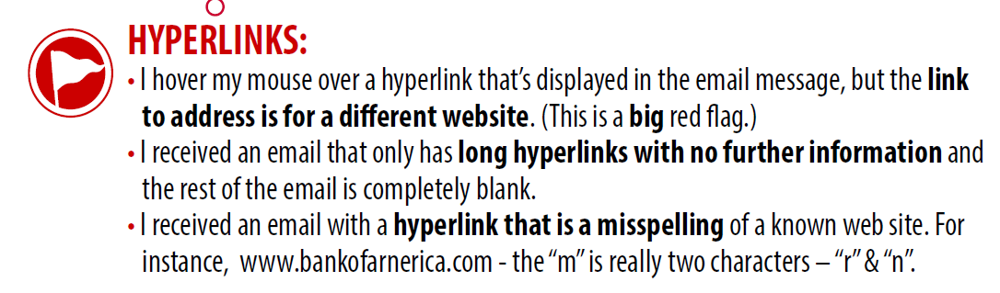 HYPERLINKS:
• I hover my mouse over a hyperlink that’s displayed in the email message, but the link
to address is for a different website. (This is a big red flag.)
• I received an email that only has long hyperlinks with no further information and
the rest of the email is completely blank.
• I received an email with a hyperlink that is a misspelling of a known web site. For
instance, www.bankofarnerica.com - the “m” is really two characters – “r” & “n”.